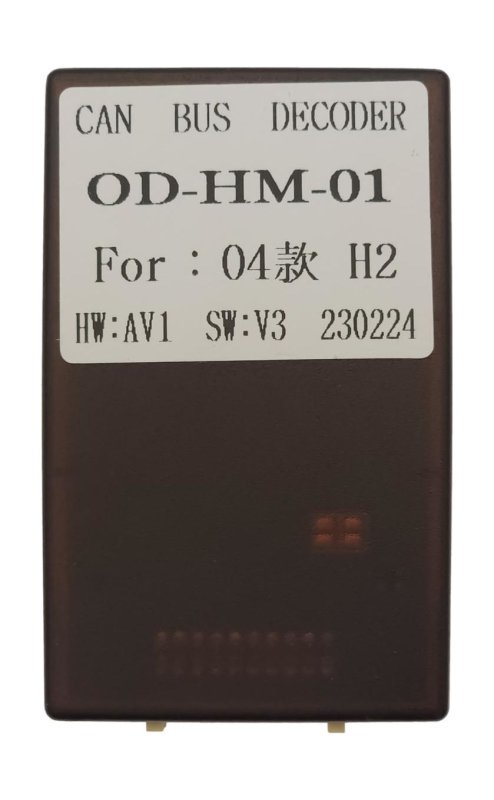 CAN BUS DECODER
OD-HM-01
For : 04款 H2
HW:AV1 SW:V3 230224